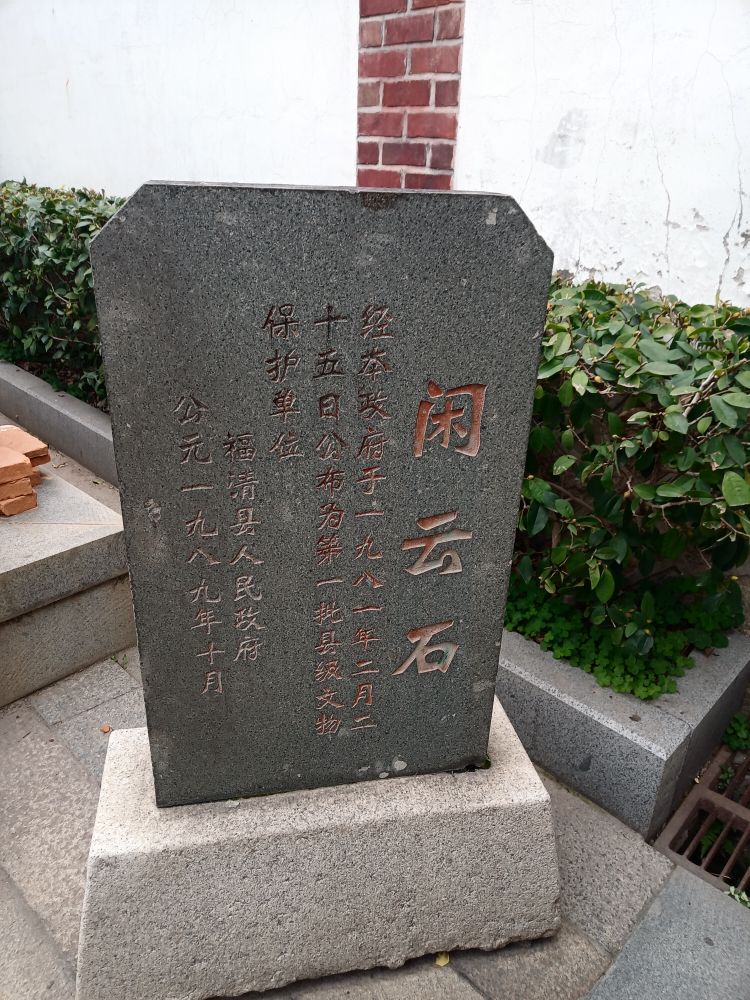 闲云石
经本政府于一九八一年二月二
十五日公布为第一批县级文物
保护单位
福清县人民政府
公元一九八九年十月